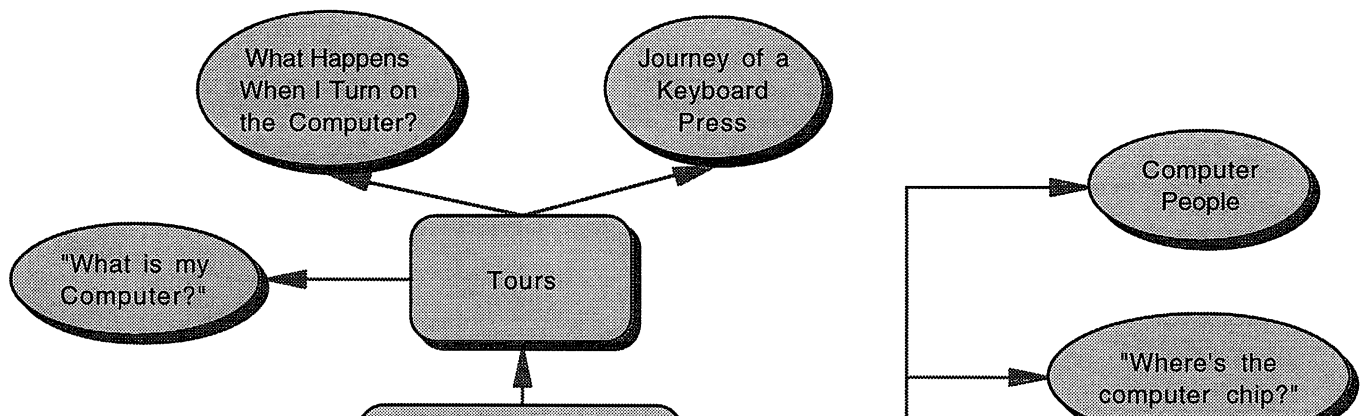 What Happens
When I Turn on
the Computer?
Journey of a
Keyboard
Press
Computer
People
"What is my
Computer?"
Tours
"Where's the
computer chip?"